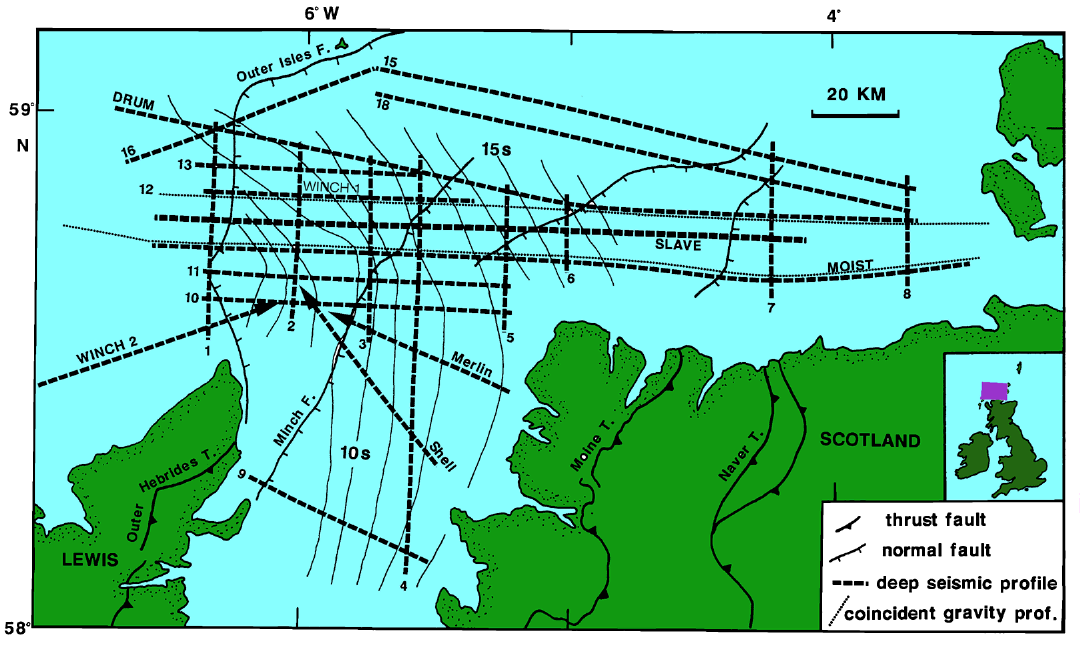 6° W
4°
Outer Isles F.
15
DRUM
18
20 KM
59°
N
16
15s
13
12
WINCH 1
SLAVE
MOIST
11
6
10
7
8
2
1
3
5
WINCH 2
Merlin
Minch F.
Shell
10s
Moine T.
Naver T.
SCOTLAND
9
Outer Hebrides T.
LEWIS
4
58°
thrust fault
normal fault
deep seismic profile
coincident gravity prof.